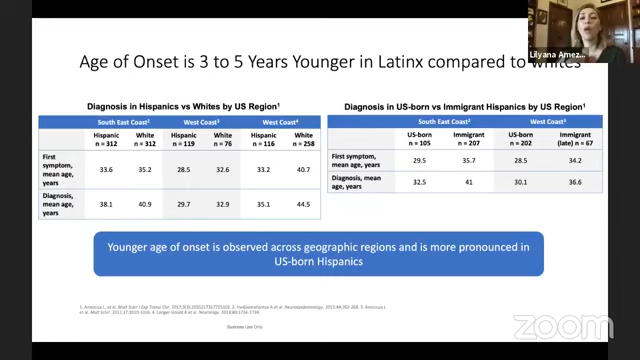 Age of Onset is 3 to 5 Years Younger in Latinx compared to whites
Lilyana Amez...
Diagnosis in Hispanics vs Whites by US Region¹
South East Coast² West Coast³ West Coast⁴
Hispanic n = 312 White n = 312 Hispanic n = 119 White n = 76 Hispanic n = 116 White n = 258
First symptom, mean age, years 33.6 35.2 28.5 32.6 33.2 40.7
Diagnosis, mean age, years 38.1 40.9 29.7 32.9 35.1 44.5
Diagnosis in US-born vs Immigrant Hispanics by US Region¹
South East Coast² West Coast³
US-born n = 105 Immigrant n = 207 US-born n = 202 Immigrant (late) n = 67
First symptom, mean age, years 29.5 35.7 28.5 34.2
Diagnosis, mean age, years 32.5 41 30.1 36.6
Younger age of onset is observed across geographic regions and is more pronounced in
US-born Hispanics
Business Use Only
zoom